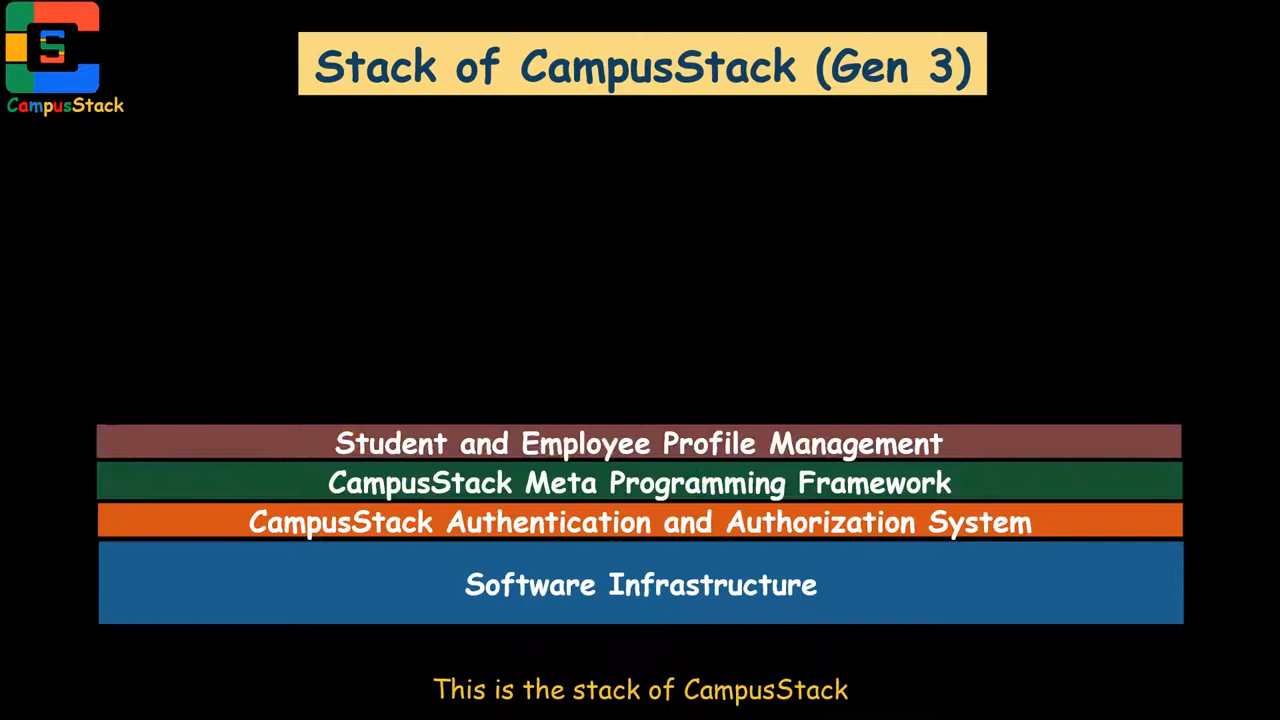 S
CampusStack
Stack of CampusStack (Gen 3)
Student and Employee Profile Management
CampusStack Meta Programming Framework
CampusStack Authentication and Authorization System
Software Infrastructure
This is the stack of CampusStack